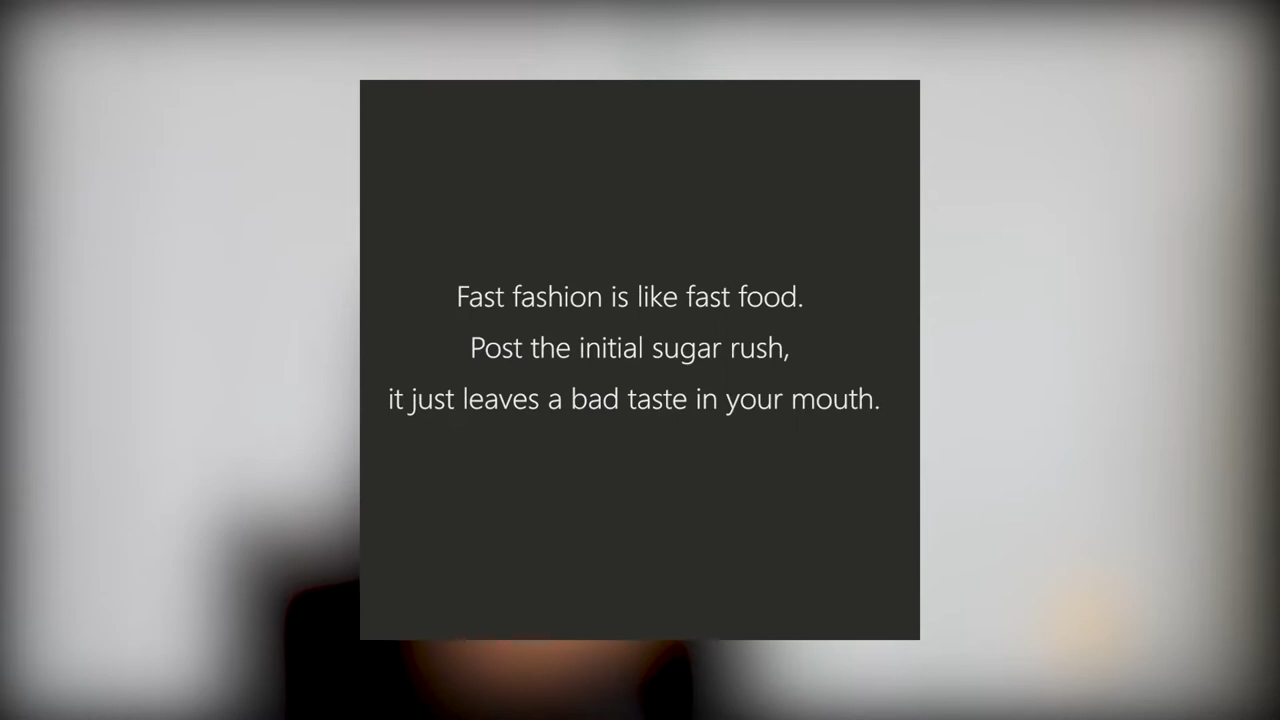 Fast fashion is like fast food.
Post the initial sugar rush,
it just leaves a bad taste in your mouth.